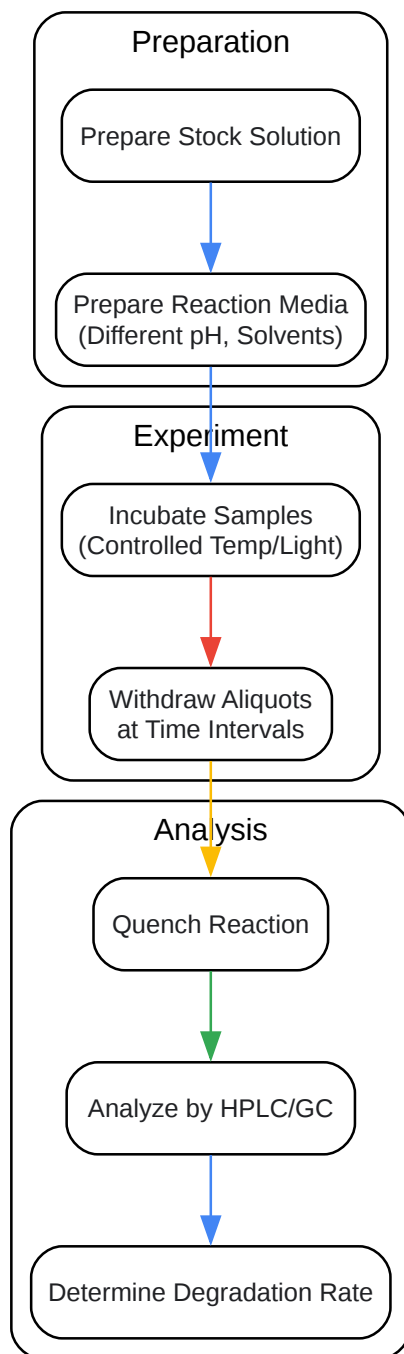 Preparation
Prepare Stock Solution
Prepare Reaction Media
(Different pH, Solvents)
Experiment
Incubate Samples
(Controlled Temp/Light)
Withdraw Aliquots
at Time Intervals
Analysis
Quench Reaction
Analyze by HPLC/GC
Determine Degradation Rate